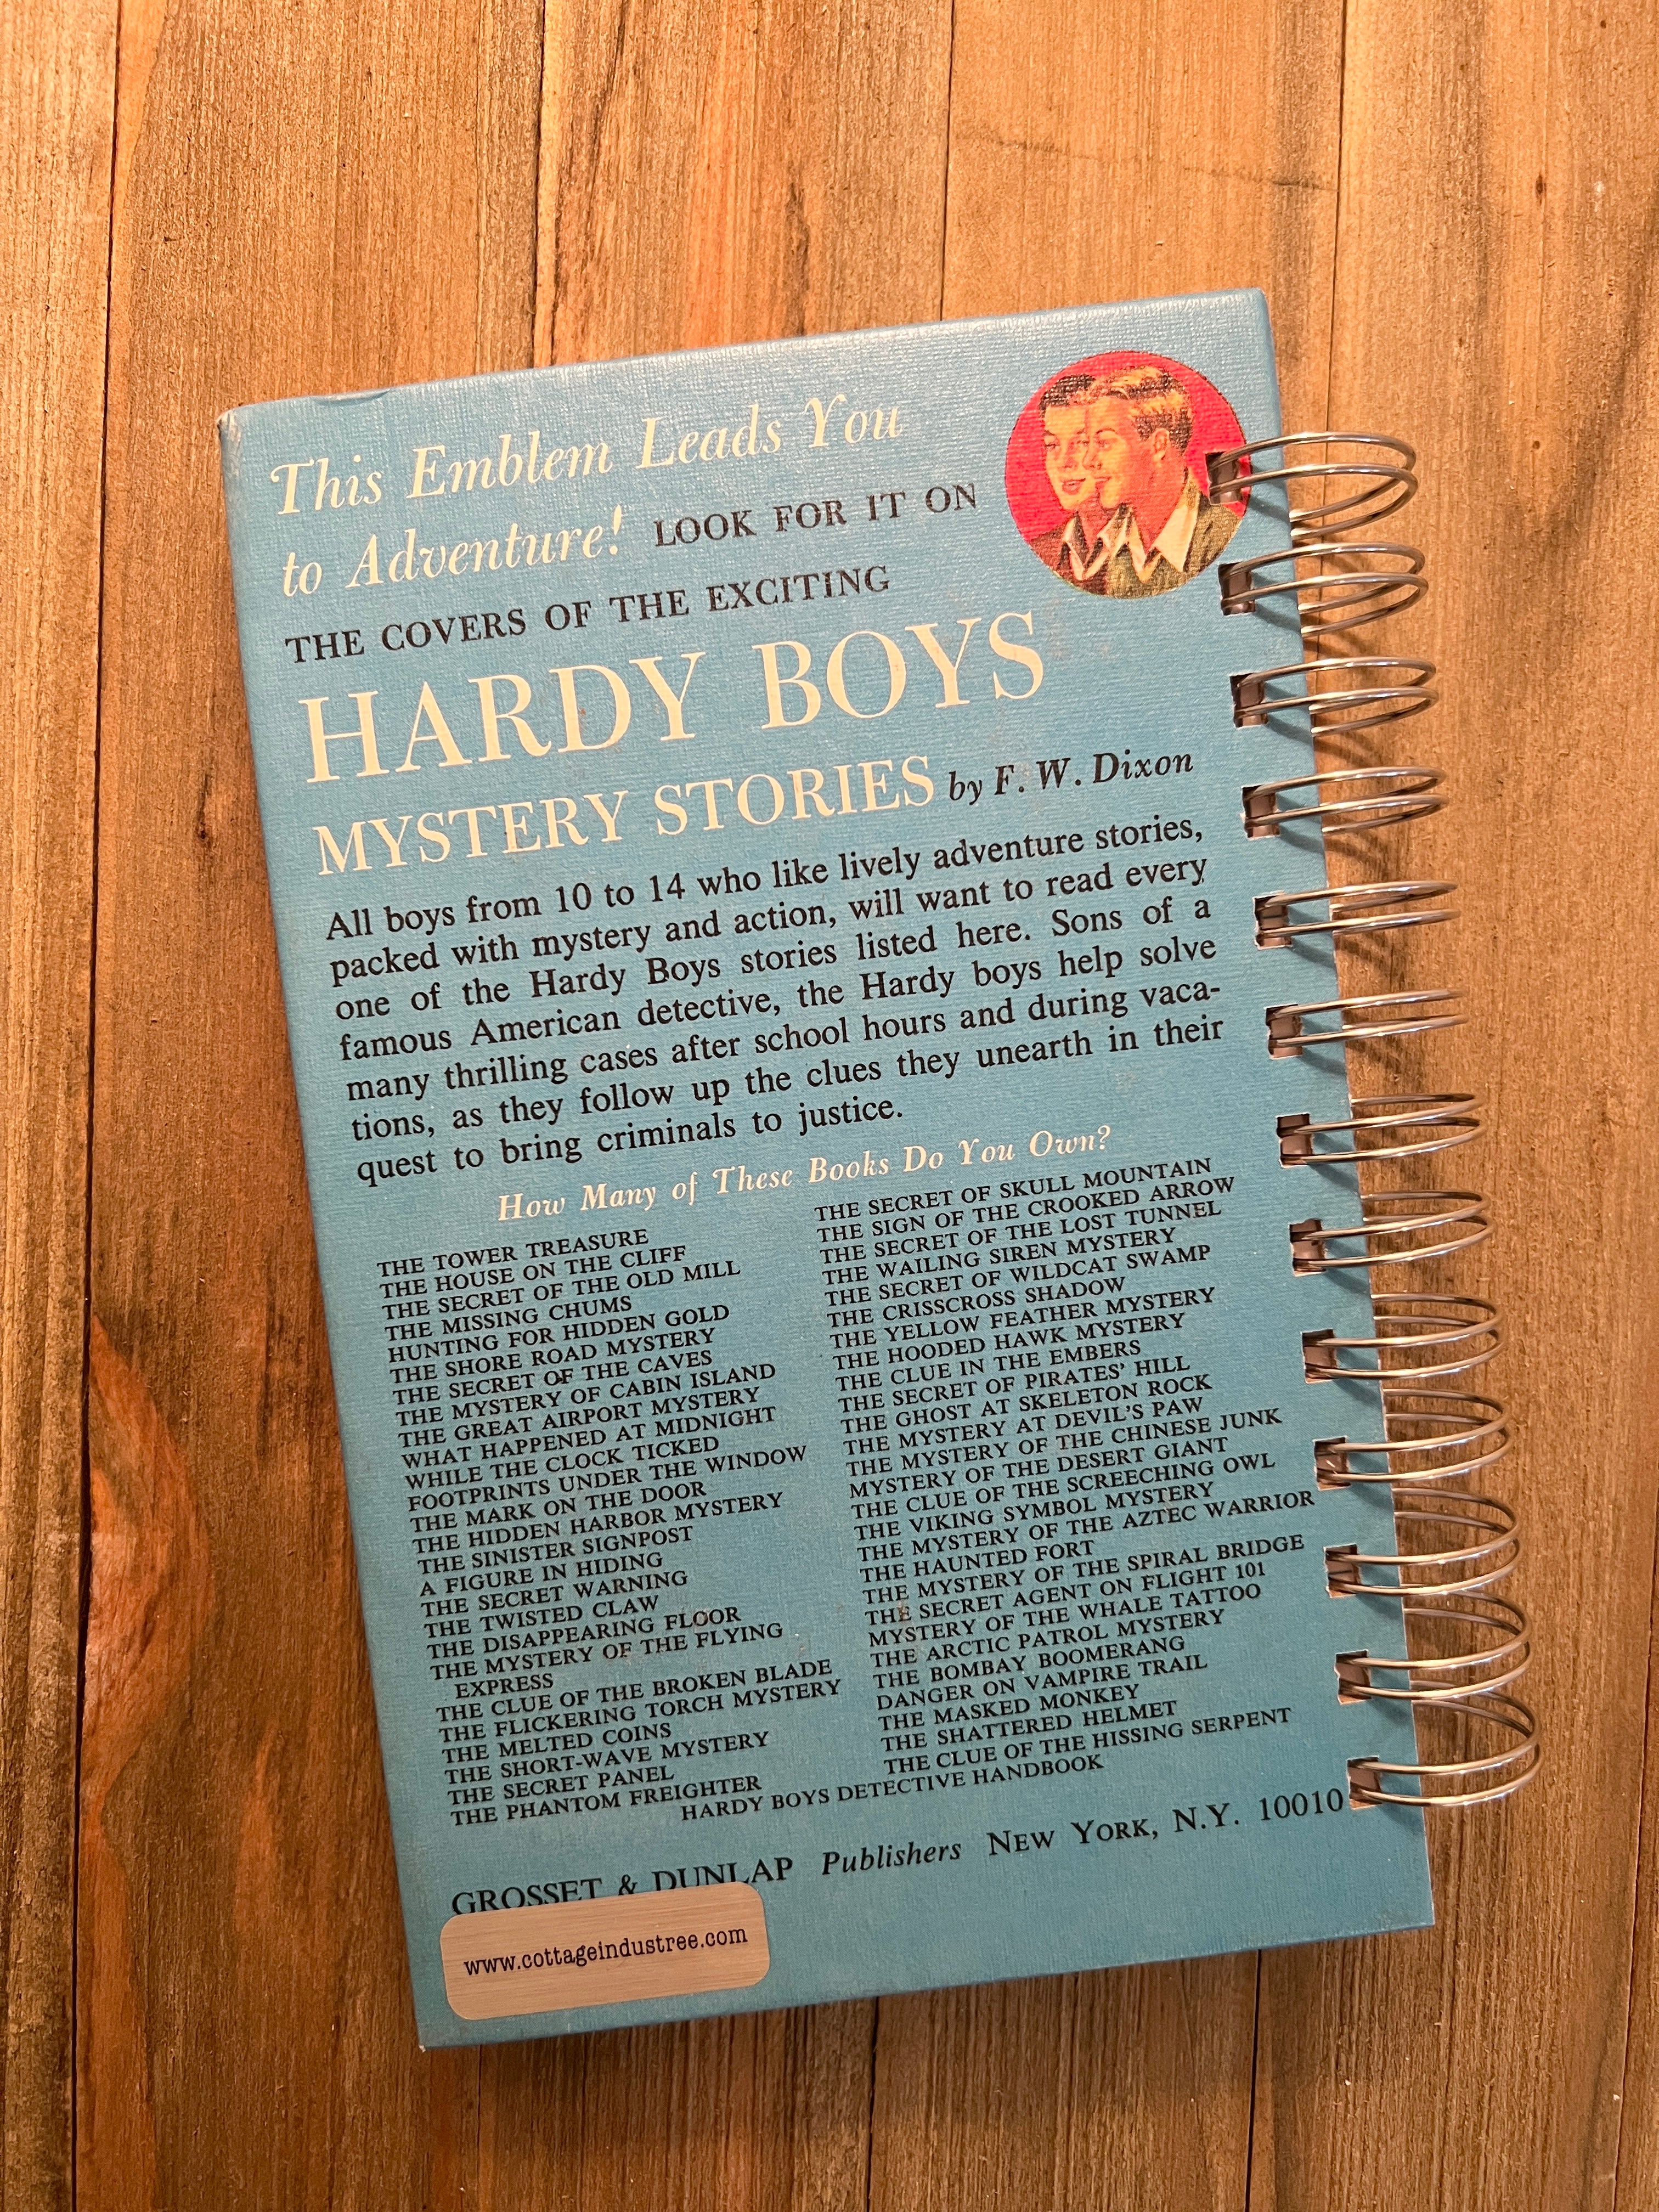 This Emblem Leads You
to Adventure! LOOK FOR IT ON
THE COVERS OF THE EXCITING
HARDY BOYS
MYSTERY STORIES by F. W. Dixon
All boys from 10 to 14 who like lively adventure stories,
packed with mystery and action, will want to read every
one of the Hardy Boys stories listed here. Sons of a
famous American detective, the Hardy boys help solve
many thrilling cases after school hours and during vaca-
tions, as they follow up the clues they unearth in their
quest to bring criminals to justice.
How Many of These Books Do You Own?
THE TOWER TREASURE
THE HOUSE ON THE CLIFF
THE SECRET OF THE OLD MILL
THE MISSING CHUMS
HUNTING FOR HIDDEN GOLD
THE SHORE ROAD MYSTERY
THE SECRET OF THE CAVES
THE MYSTERY OF CABIN ISLAND
THE GREAT AIRPORT MYSTERY
WHAT HAPPENED AT MIDNIGHT
WHILE THE CLOCK TICKED
FOOTPRINTS UNDER THE WINDOW
THE MARK ON THE DOOR
THE HIDDEN HARBOR MYSTERY
THE SINISTER SIGNPOST
A FIGURE IN HIDING
THE SECRET WARNING
THE TWISTED CLAW
THE DISAPPEARING FLOOR
THE MYSTERY OF THE FLYING
EXPRESS
THE CLUE OF THE BROKEN BLADE
THE FLICKERING TORCH MYSTERY
THE MELTED COINS
THE SHORT-WAVE MYSTERY
THE SECRET PANEL
THE PHANTOM FREIGHTER
THE SECRET OF SKULL MOUNTAIN
THE SIGN OF THE CROOKED ARROW
THE SECRET OF THE LOST TUNNEL
THE WAILING SIREN MYSTERY
THE SECRET OF WILDCAT SWAMP
THE CRISSCROSS SHADOW
THE YELLOW FEATHER MYSTERY
THE HOODED HAWK MYSTERY
THE CLUE IN THE EMBERS
THE SECRET OF PIRATES' HILL
THE GHOST AT SKELETON ROCK
THE MYSTERY AT DEVIL'S PAW
THE MYSTERY OF THE CHINESE JUNK
MYSTERY OF THE DESERT GIANT
THE CLUE OF THE SCREECHING OWL
THE VIKING SYMBOL MYSTERY
THE MYSTERY OF THE AZTEC WARRIOR
THE HAUNTED FORT
THE MYSTERY OF THE SPIRAL BRIDGE
THE SECRET AGENT ON FLIGHT 101
MYSTERY OF THE WHALE TATTOO
THE ARCTIC PATROL MYSTERY
THE BOMBAY BOOMERANG
DANGER ON VAMPIRE TRAIL
THE MASKED MONKEY
THE SHATTERED HELMET
THE CLUE OF THE HISSING SERPENT
HARDY BOYS DETECTIVE HANDBOOK
GROSSET & DUNLAP Publishers NEW YORK, N.Y. 10010
www.cottageindustree.com